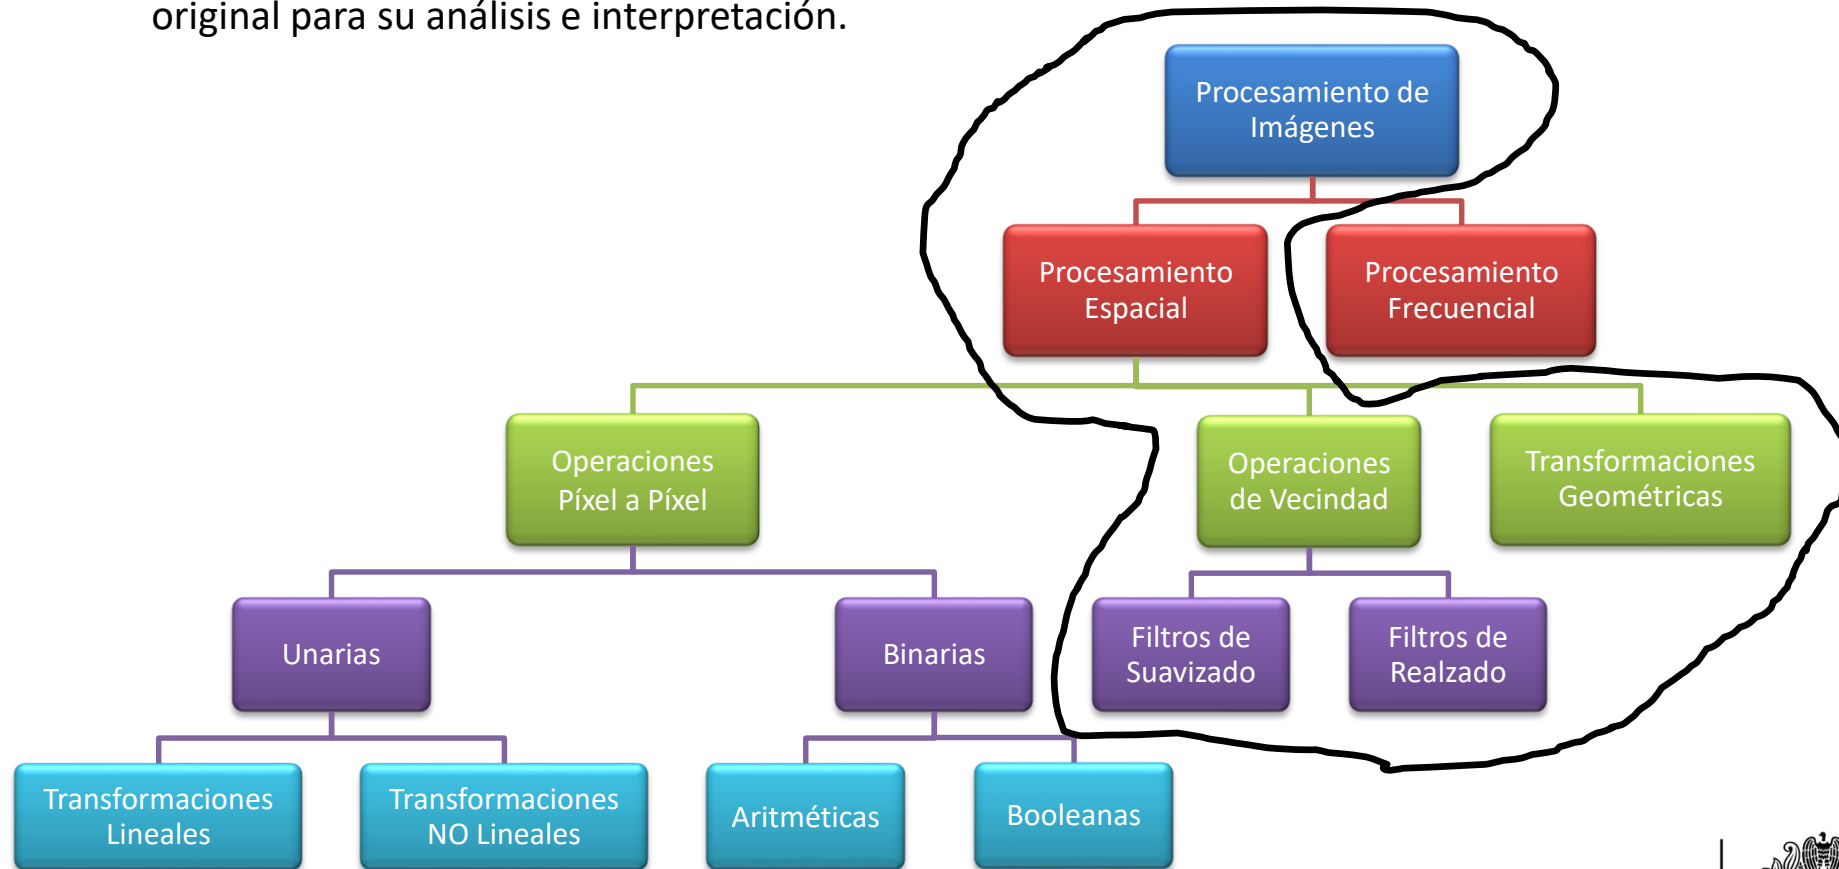 original para su análisis e interpretación.
Procesamiento de
Imágenes
Procesamiento
Espacial
Procesamiento
Frecuencial
Operaciones
Píxel a Píxel
Operaciones
de Vecindad
Transformaciones
Geométricas
Unarias
Binarias
Filtros de
Suavizado
Filtros de
Realzado
Transformaciones
Lineales
Transformaciones
NO Lineales
Aritméticas
Booleanas